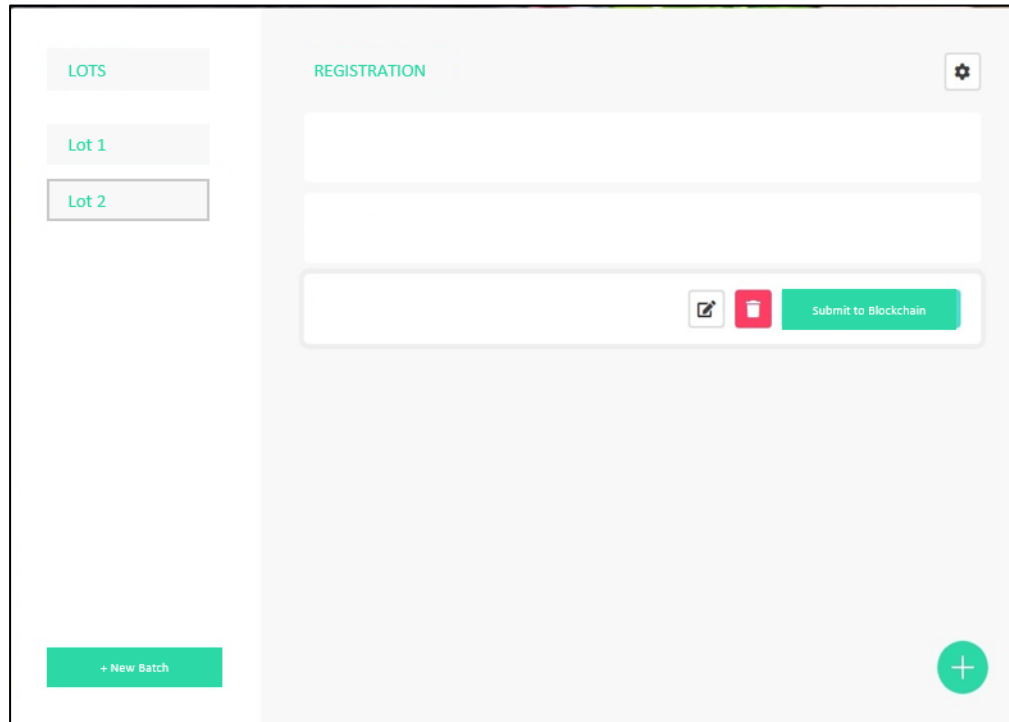 LOTS
Lot 1
Lot 2
+ New Batch
REGISTRATION
Submit to Blockchain